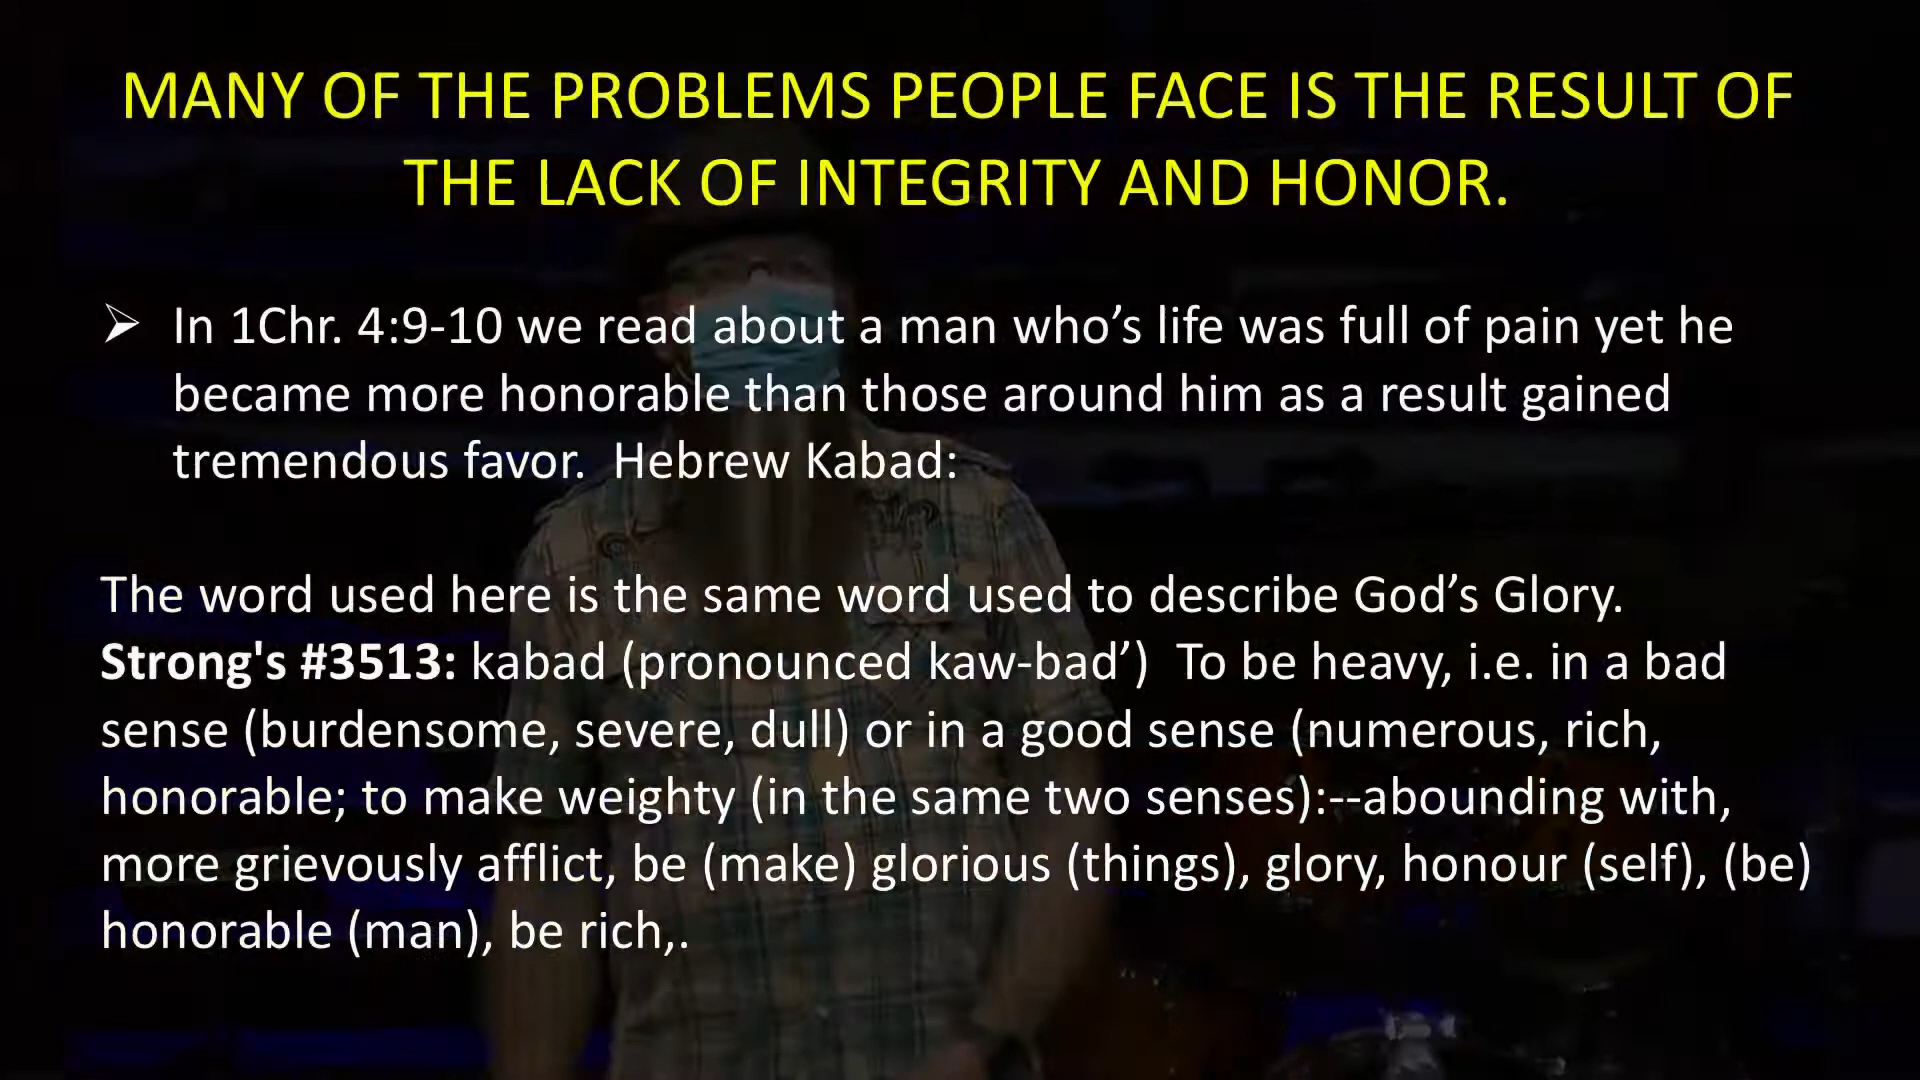 MANY OF THE PROBLEMS PEOPLE FACE IS THE RESULT OF
THE LACK OF INTEGRITY AND HONOR.
➢ In 1Chr. 4:9-10 we read about a man who’s life was full of pain yet he
became more honorable than those around him as a result gained
tremendous favor.  Hebrew Kabad:
The word used here is the same word used to describe God’s Glory.
Strong's #3513: kabad (pronounced kaw-bad’)  To be heavy, i.e. in a bad
sense (burdensome, severe, dull) or in a good sense (numerous, rich,
honorable; to make weighty (in the same two senses):--abounding with,
more grievously afflict, be (make) glorious (things), glory, honour (self), (be)
honorable (man), be rich,.